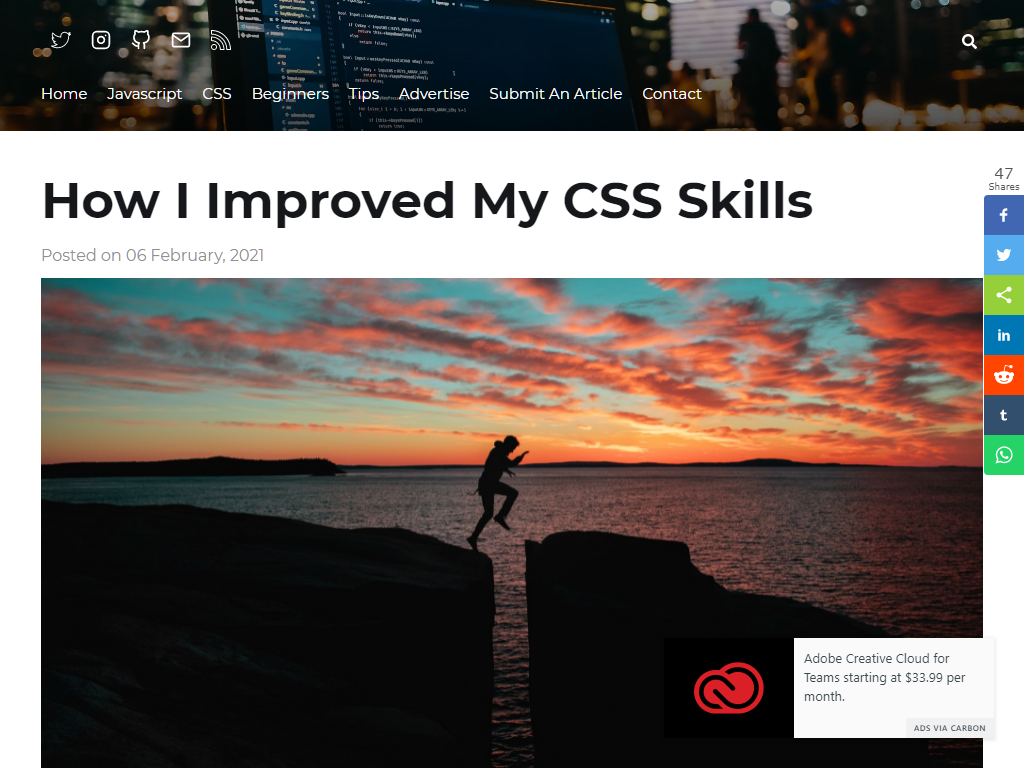 Home Javascript CSS Beginners Tips Advertise Submit An Article Contact
How I Improved My CSS Skills
Posted on 06 February, 2021
47
Shares
Adobe Creative Cloud for
Teams starting at $33.99 per
month.
ADS VIA CARBON